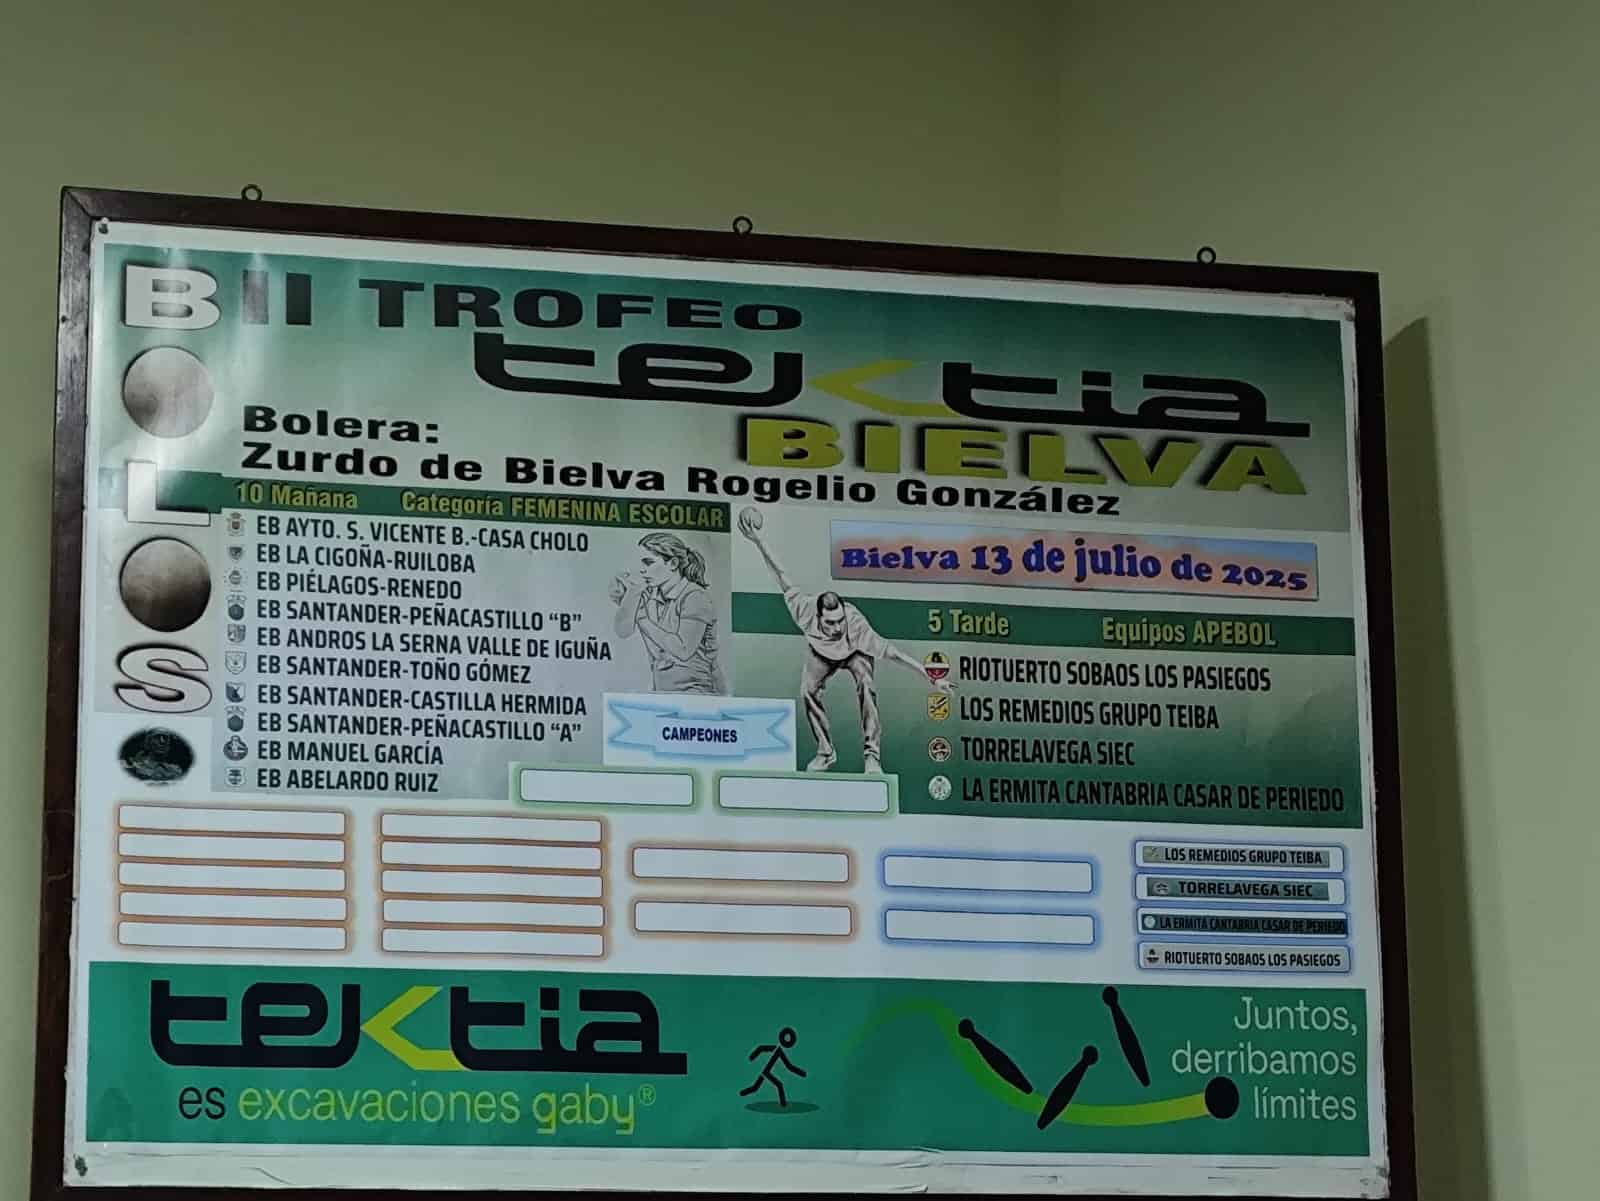 BOLOS
II TROFEO
tektia
BIELVA
Bolera:
Zurdo de Bielva Rogelio González
10 Mañana Categoría FEMENINA ESCOLAR
EB AYTO. S. VICENTE B.-CASA CHOLO
EB LA CIGOÑA-RUILOBA
EB PIÉLAGOS-RENEDO
EB SANTANDER-PEÑACASTILLO “B”
EB ANDROS LA SERNA VALLE DE IGUÑA
EB SANTANDER-TOÑO GÓMEZ
EB SANTANDER-CASTILLA HERMIDA
EB SANTANDER-PEÑACASTILLO “A”
EB MANUEL GARCÍA
EB ABELARDO RUIZ
CAMPEONES
Bielva 13 de julio de 2025
5 Tarde Equipos APEBOL
RIOTUERTO SOBAOS LOS PASIEGOS
LOS REMEDIOS GRUPO TEIBA
TORRELAVEGA SIEC
LA ERMITA CANTABRIA CASAR DE PERIEDO
LOS REMEDIOS GRUPO TEIBA
TORRELAVEGA SIEC
LA ERMITA CANTABRIA CASAR DE PERIEDO
RIOTUERTO SOBAOS LOS PASIEGOS
tektia
es excavaciones gaby®
Juntos,
derribamos
límites